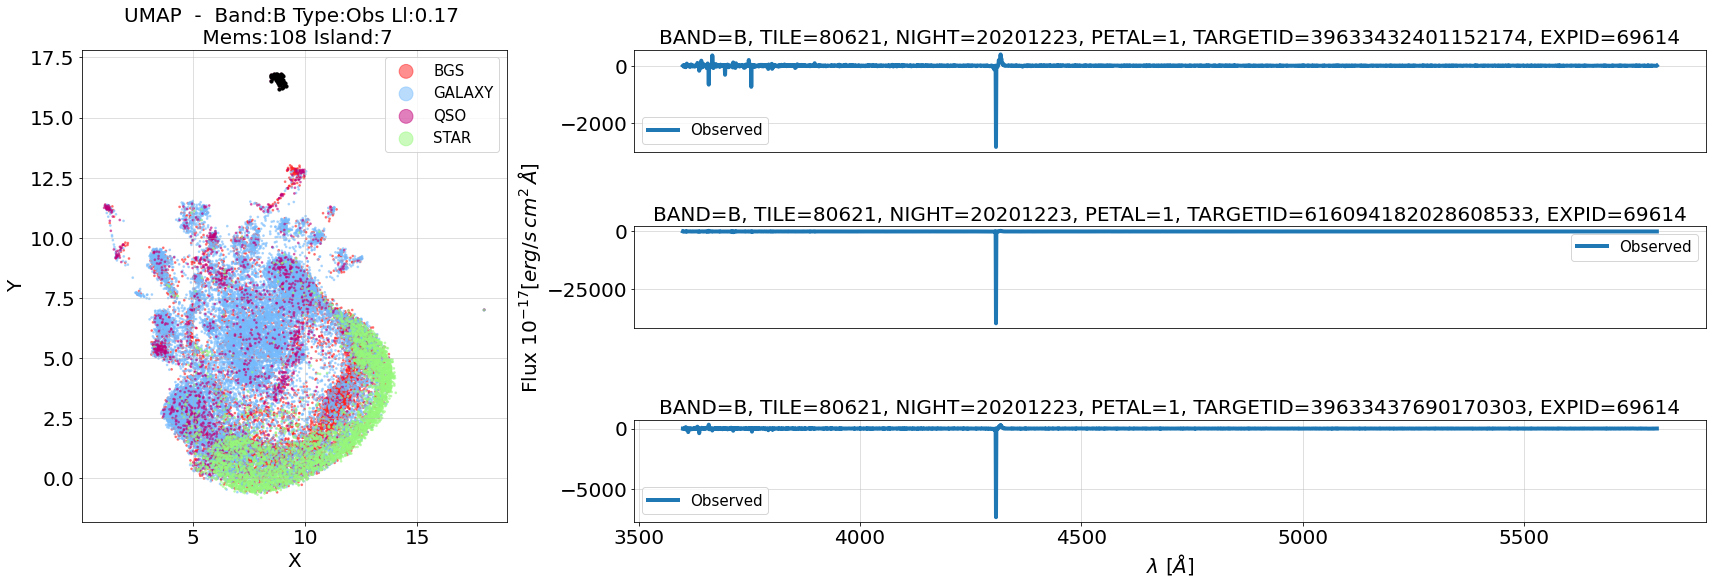 UMAP - Band:B Type:Obs Ll:0.17
Mems:108 Island:7
17.5
15.0
12.5
10.0
7.5
5.0
2.5
0.0
Y
5
10
15
X
BGS
GALAXY
QSO
STAR
Flux 10^{-17}[erg/s cm^2 Å]
BAND=B, TILE=80621, NIGHT=20201223, PETAL=1, TARGETID=39633432401152174, EXPID=69614
0
−2000
Observed
BAND=B, TILE=80621, NIGHT=20201223, PETAL=1, TARGETID=616094182028608533, EXPID=69614
0
−25000
Observed
BAND=B, TILE=80621, NIGHT=20201223, PETAL=1, TARGETID=39633437690170303, EXPID=69614
0
−5000
Observed
3500
4000
4500
5000
5500
λ [Å]